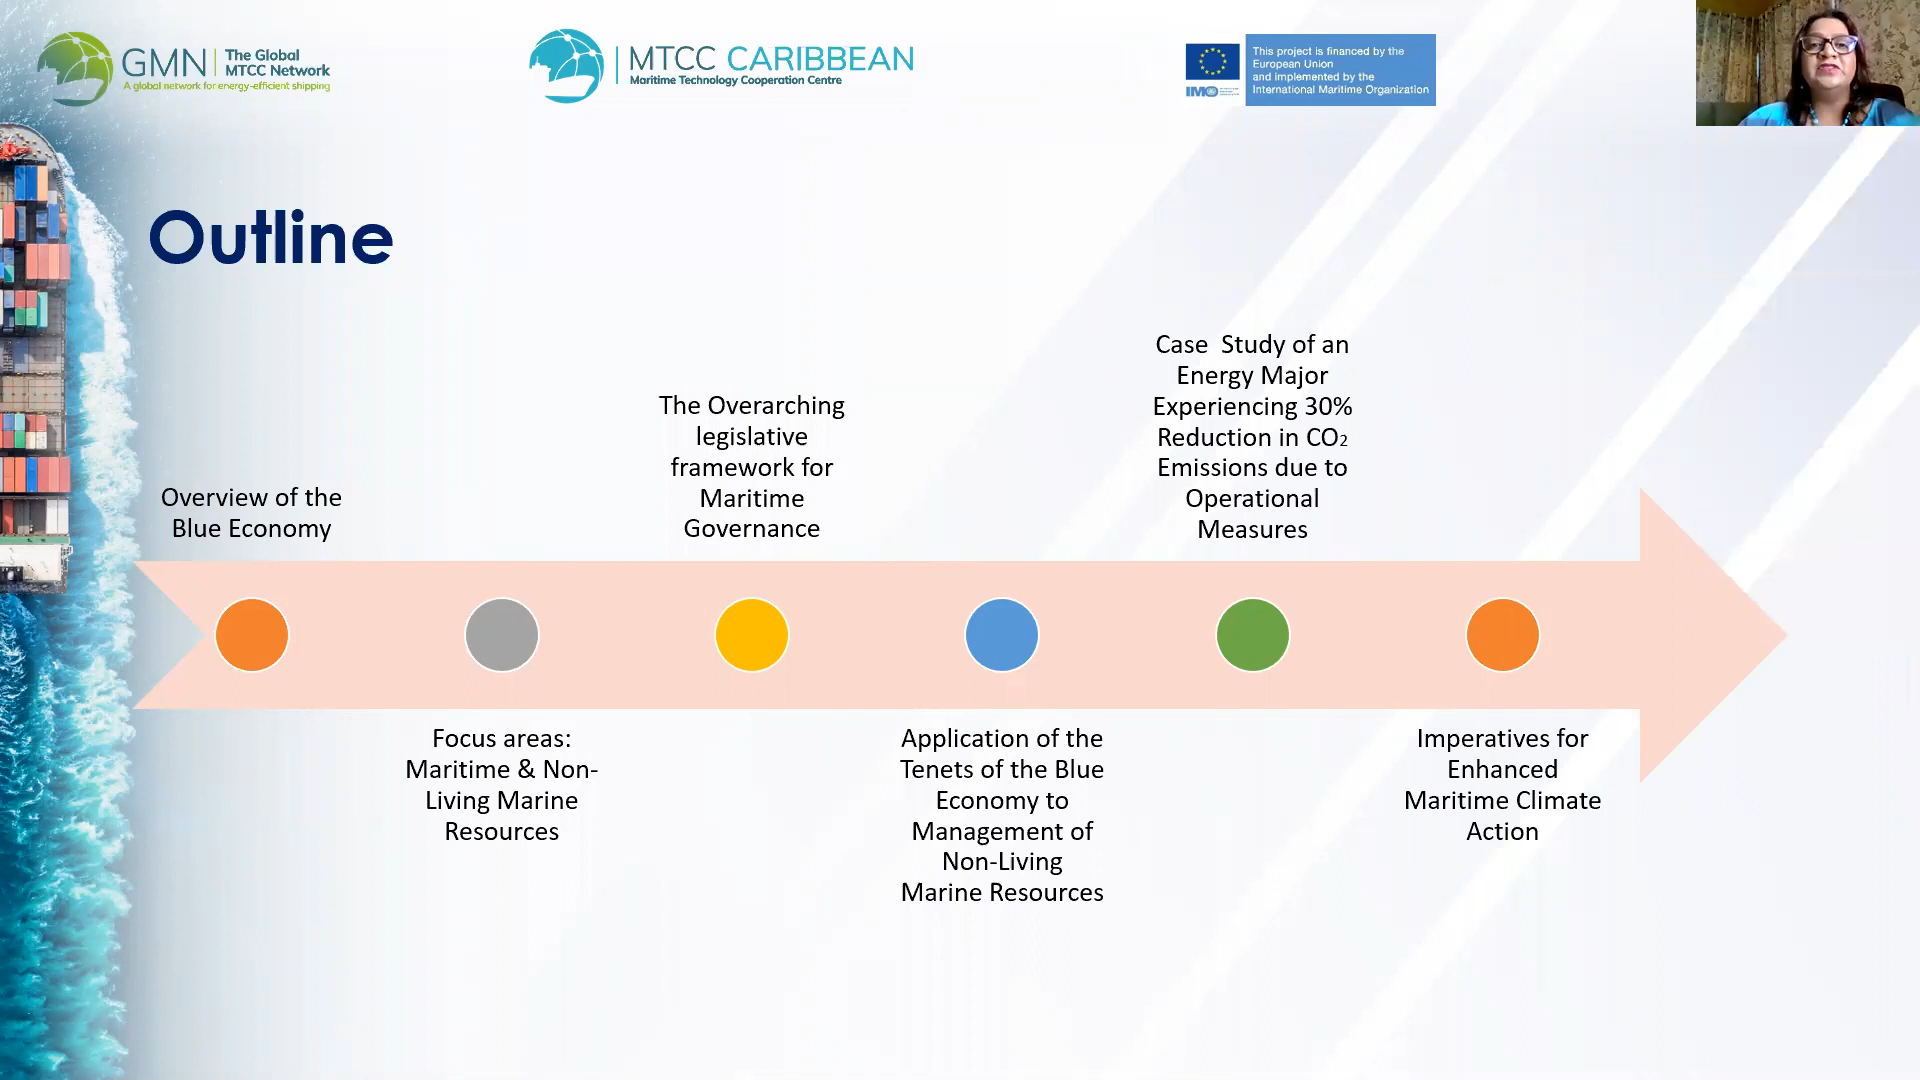 GMN
The Global
MTCC Network
A global network for energy-efficient shipping
MTCC CARIBBEAN
Maritime Technology Cooperation Centre
IMO
This project is financed by the
European Union
and implemented by the
International Maritime Organization
Outline
Overview of the
Blue Economy
Focus areas:
Maritime & Non-
Living Marine
Resources
The Overarching
legislative
framework for
Maritime
Governance
Application of the
Tenets of the Blue
Economy to
Management of
Non-Living
Marine Resources
Case  Study of an
Energy Major
Experiencing 30%
Reduction in CO₂
Emissions due to
Operational
Measures
Imperatives for
Enhanced
Maritime Climate
Action